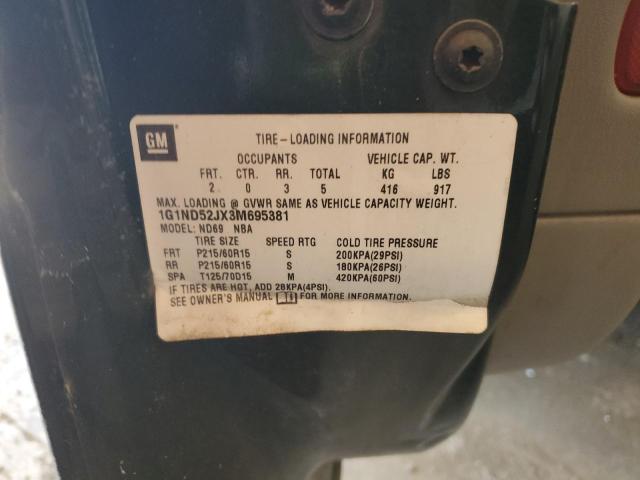 GM
TIRE-LOADING INFORMATION
OCCUPANTS VEHICLE CAP. WT.
FRT. CTR. RR. TOTAL KG LBS
2 0 3 5 416 917
MAX. LOADING @ GVWR SAME AS VEHICLE CAPACITY WEIGHT.
1G1ND52JX3M695381
MODEL: ND69 NBA
TIRE SIZE SPEED RTG COLD TIRE PRESSURE
FRT P215/60R15 S 200KPA(29PSI)
RR P215/60R15 S 180KPA(26PSI)
SPA T125/70D15 M 420KPA(60PSI)
IF TIRES ARE HOT, ADD 28KPA(4PSI).
SEE OWNER'S MANUAL FOR MORE INFORMATION.